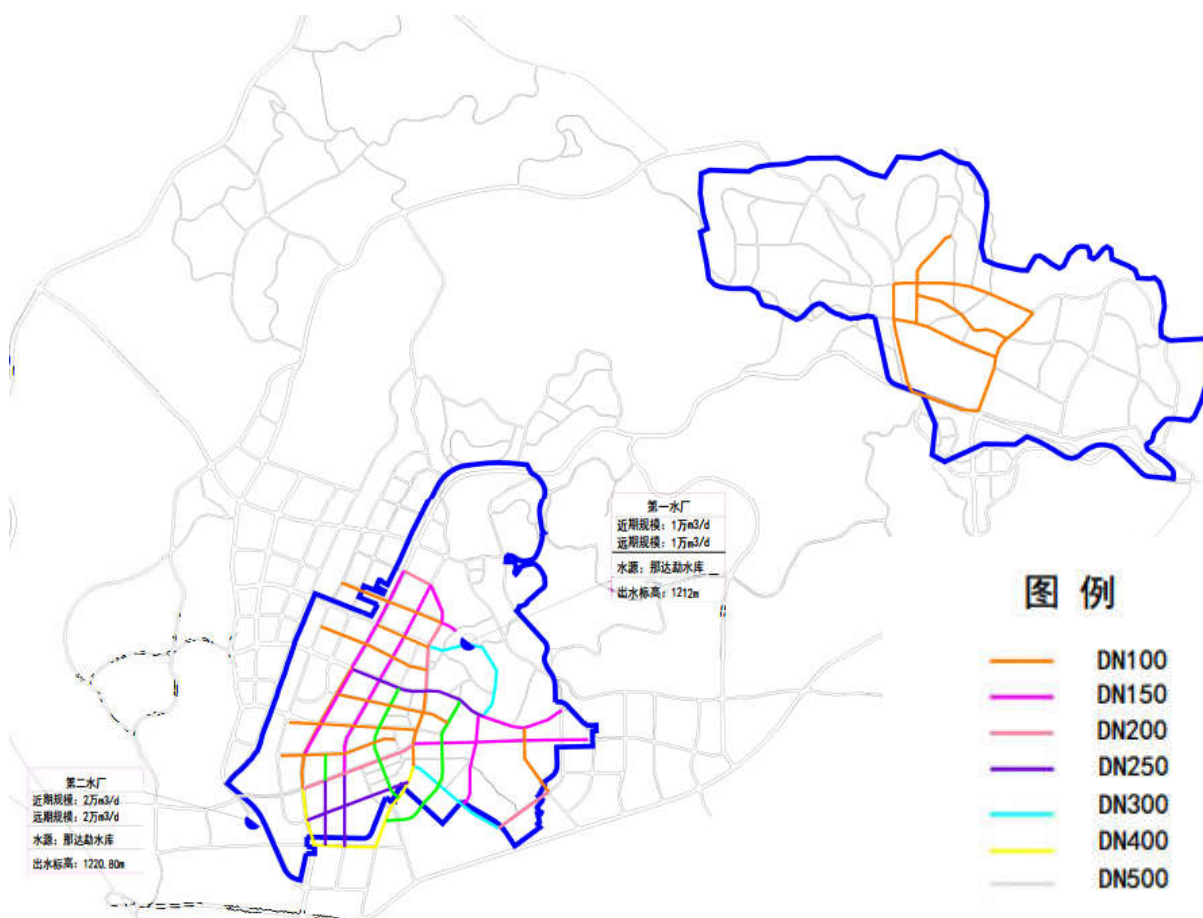 第一水厂
近期规模：1万m3/d
远期规模：1万m3/d
水源：那达勐水库
出水标高：1212m
图 例
DN100
DN150
DN200
DN250
DN300
DN400
DN500
第二水厂
近期规模：2万m3/d
远期规模：2万m3/d
水源：那达勐水库
出水标高：1220.80m